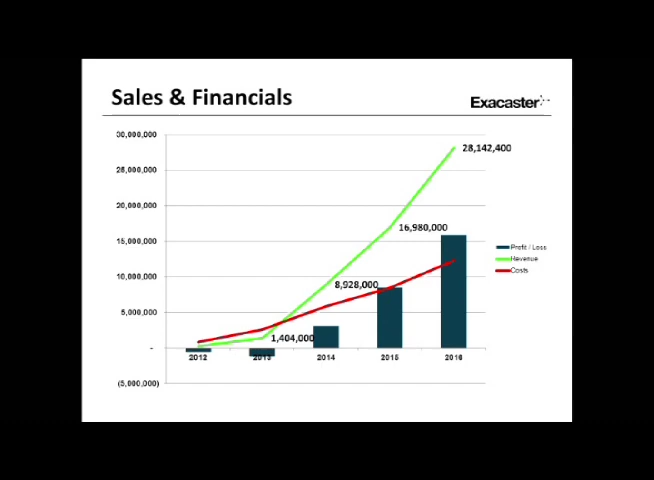 Sales & Financials
Exacaster
30,000,000
28,142,400
25,000,000
20,000,000
16,980,000
15,000,000
Profit / Loss
Revenue
Costs
10,000,000
8,928,000
5,000,000
1,404,000
-
2012 2013 2014 2015 2016
(5,000,000)